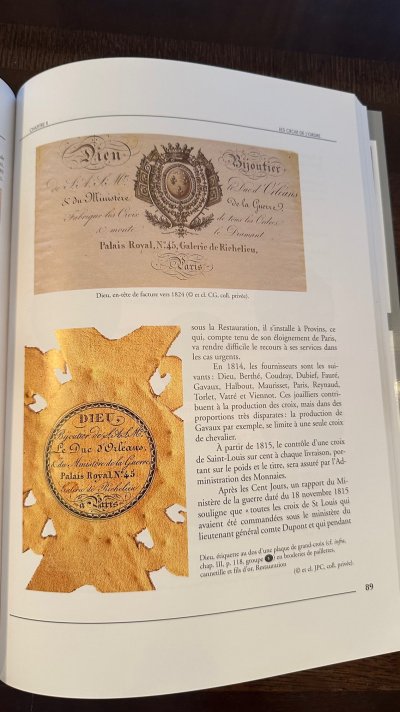 CHAPITRE II
LES CROIX DE L'ORDRE
Dieu Bijoutier
de S.A.S. Mgr. le Duc d'Orléans
& du Ministère de la Guerre
Fabrique les Croix de tous les Ordres
& monte le Diamant
Palais Royal, No. 45, Galerie de Richelieu,
Paris
Dieu, en-tête de facture vers 1824 (© et cl. CG, coll. privée).
sous la Restauration, il s'installe à Provins, ce
qui, compte tenu de son éloignement de Paris,
va rendre difficile le recours à ses services dans
les cas urgents.
En 1814, les fournisseurs sont les sui-
vants : Dieu, Berthé, Coudray, Dubief, Fauré,
Gavaux, Halbout, Maurisset, Paris, Reynaud,
Torlet, Vatré et Viennot. Ces joailliers contri-
buent à la production des croix, mais dans des
proportions très disparates : la production de
Gavaux par exemple, se limite à une seule croix
de chevalier.
À partir de 1815, le contrôle d'une croix
de Saint-Louis sur cent à chaque livraison, por-
tant sur le poids et le titre, sera assuré par l'Ad-
ministration des Monnaies.
Après les Cent Jours, un rapport du Mi-
nistère de la guerre daté du 18 novembre 1815
souligne que « toutes les croix de St Louis qui
avaient été commandées sous le ministère du
lieutenant général comte Dupont et qui pendant
DIEU
Bijoutier de S.A.S. Mgr.
Le Duc d'Orléans,
& du Ministère de la Guerre
Palais Royal No. 45
Galerie de Richelieu
à Paris
Dieu, étiquette au dos d'une plaque de grand-croix (cf. infra,
chap. III, p. 118, groupe ) en broderies de paillettes,
cannetille et fils d'or. Restauration
(© et cl. JPC, coll. privée).
89